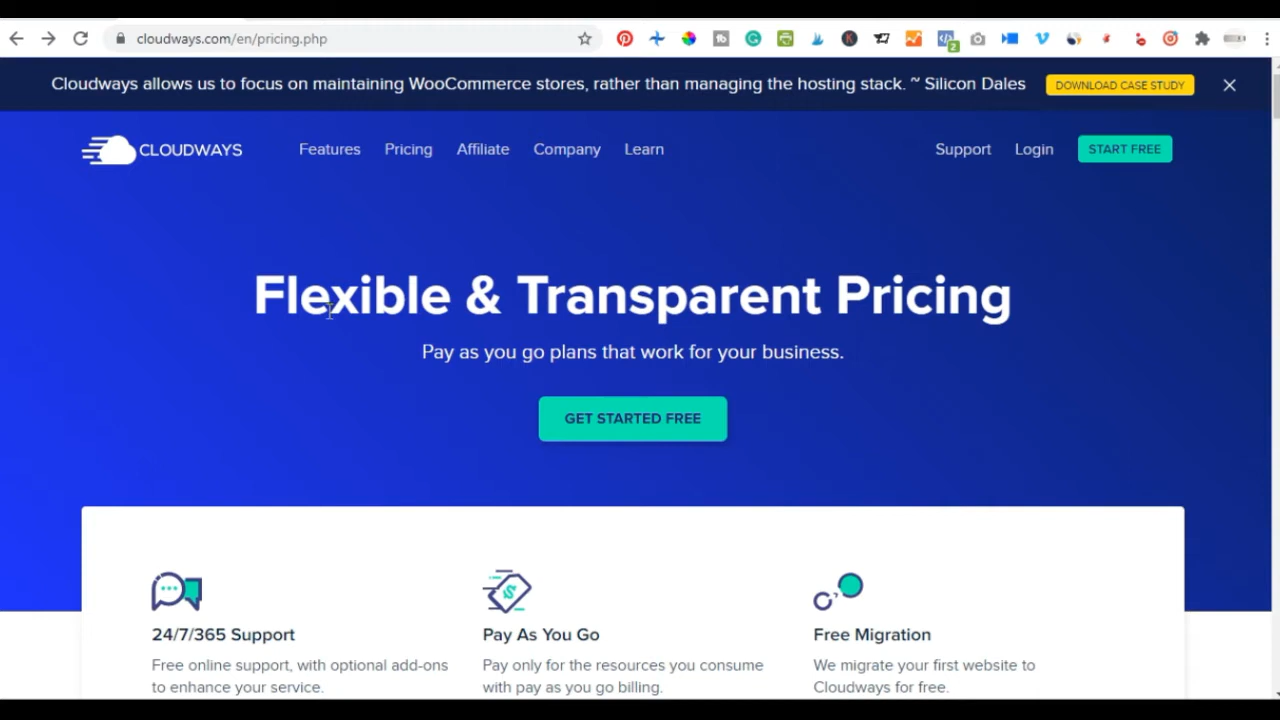 cloudways.com/en/pricing.php
2
Cloudways allows us to focus on maintaining WooCommerce stores, rather than managing the hosting stack. ~ Silicon Dales
DOWNLOAD CASE STUDY
CLOUDWAYS
Features
Pricing
Affiliate
Company
Learn
Support
Login
START FREE
Flexible & Transparent Pricing
Pay as you go plans that work for your business.
GET STARTED FREE
24/7/365 Support
Free online support, with optional add-ons
to enhance your service.
Pay As You Go
Pay only for the resources you consume
with pay as you go billing.
Free Migration
We migrate your first website to
Cloudways for free.